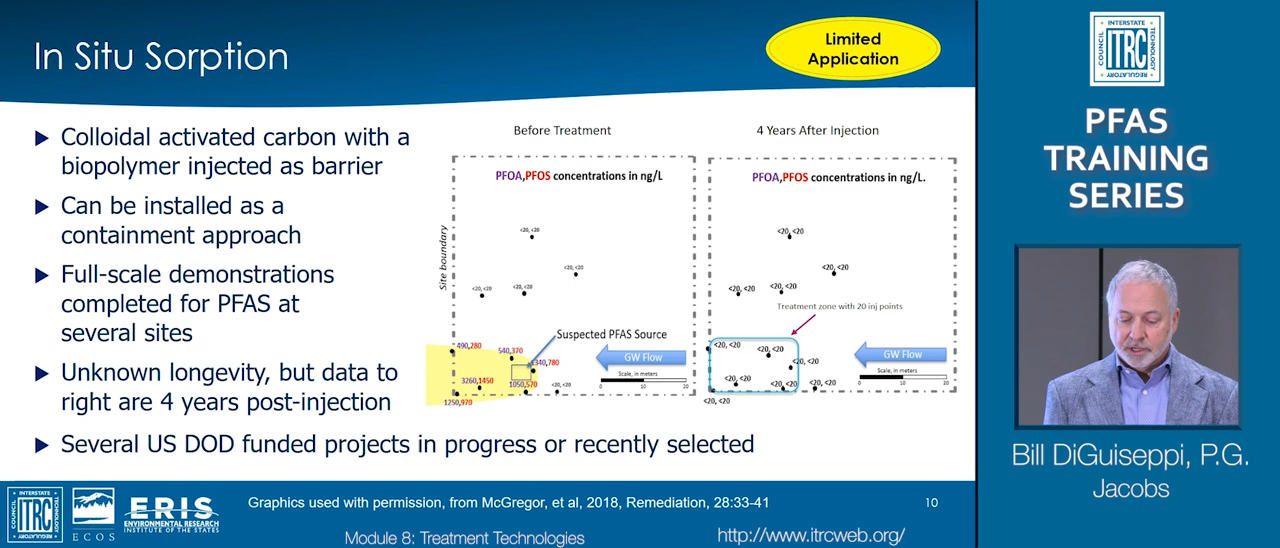 In Situ Sorption
Limited
Application
Colloidal activated carbon with a
biopolymer injected as barrier
Can be installed as a
containment approach
Full-scale demonstrations
completed for PFAS at
several sites
Unknown longevity, but data to
right are 4 years post-injection
Several US DOD funded projects in progress or recently selected
Before Treatment
PFOA,PFOS concentrations in ng/L
Site boundary
<20, <20
<20, <20
<20, <20
<20, <20
Suspected PFAS Source
490,280
540,370
1340,780
GW Flow
3260,1450
1050,570
<20, <20
1250,970
Scale, in meters
0
10
20
4 Years After Injection
PFOA,PFOS concentrations in ng/L.
<20, <20
<20, <20
<20, <20
<20, <20
Treatment zone with 20 inj points
<20, <20
<20, <20
<20, <20
GW Flow
<20, <20
<20, <20
<20, <20
<20, <20
Scale, in meters
0
10
20
INTERSTATE
COUNCIL
ITRC
TECHNOLOGY
REGULATORY
ECOS
ERIS
ENVIRONMENTAL RESEARCH
INSTITUTE OF THE STATES
Graphics used with permission, from McGregor, et al, 2018, Remediation, 28:33-41
10
Module 8: Treatment Technologies
http://www.itrcweb.org/
INTERSTATE
COUNCIL
ITRC
TECHNOLOGY
REGULATORY
PFAS
TRAINING
SERIES
Bill DiGuiseppi, P.G.
Jacobs